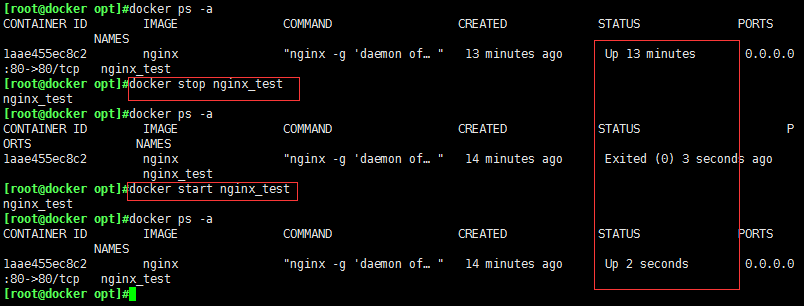 [root@docker opt]#docker ps -a
CONTAINER ID        IMAGE               COMMAND                  CREATED             STATUS              PORTS
             NAMES
1aae455ec8c2        nginx               "nginx -g 'daemon of… "   13 minutes ago      Up 13 minutes       0.0.0.0
:80->80/tcp   nginx_test
[root@docker opt]#docker stop nginx_test
nginx_test
[root@docker opt]#docker ps -a
CONTAINER ID        IMAGE               COMMAND                  CREATED             STATUS                     P
ORTS               NAMES
1aae455ec8c2        nginx               "nginx -g 'daemon of… "   14 minutes ago      Exited (0) 3 seconds ago
                    nginx_test
[root@docker opt]#docker start nginx_test
nginx_test
[root@docker opt]#docker ps -a
CONTAINER ID        IMAGE               COMMAND                  CREATED             STATUS              PORTS
             NAMES
1aae455ec8c2        nginx               "nginx -g 'daemon of… "   14 minutes ago      Up 2 seconds        0.0.0.0
:80->80/tcp   nginx_test
[root@docker opt]#